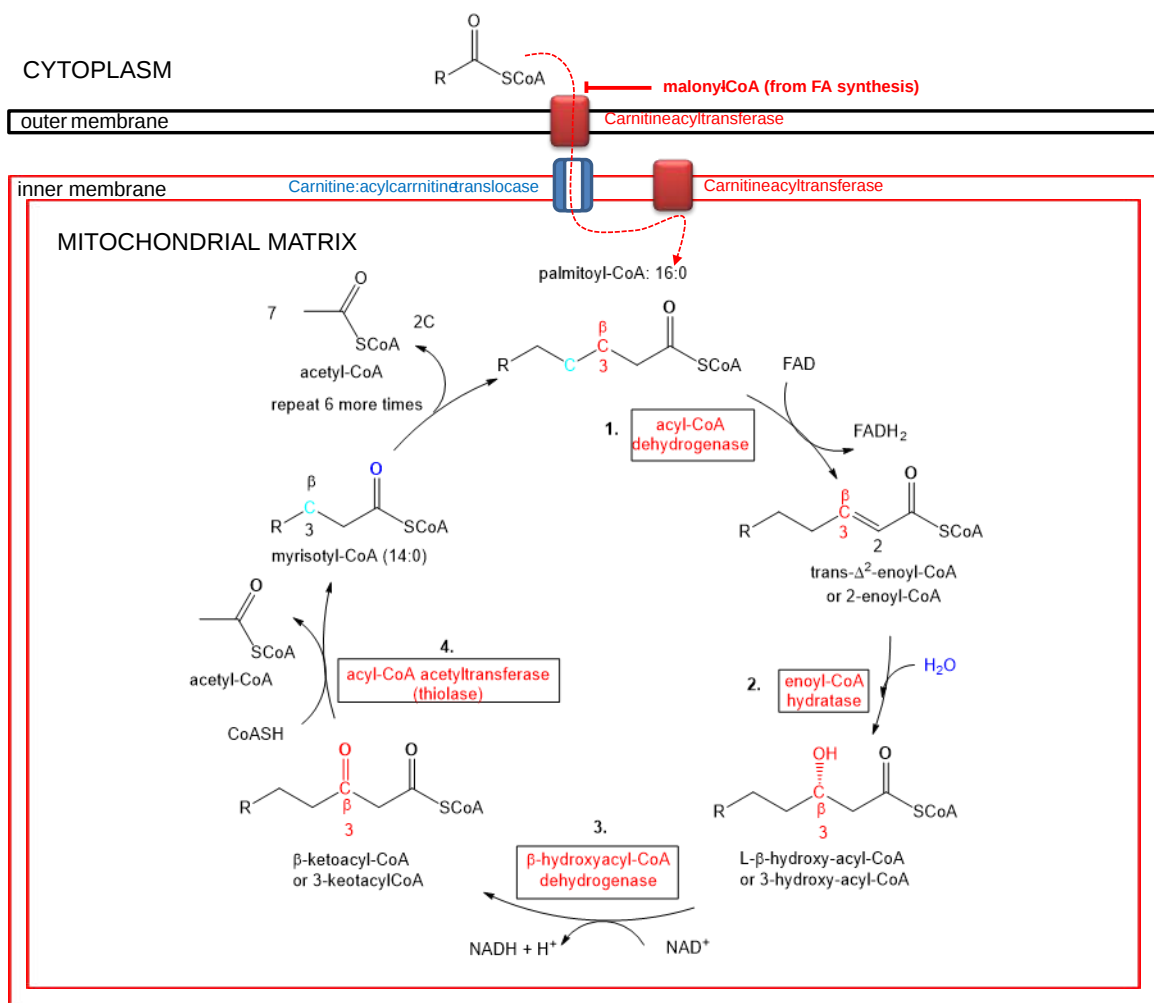 O
R
SCoA
CYTOPLASM
malonylCoA (from FA synthesis)
outer membrane
Carnitineacyltransferase
inner membrane
Carnitine:acylcarrnitinetranslocase
Carnitineacyltransferase
MITOCHONDRIAL MATRIX
palmitoyl-CoA: 16:0
O
7
2C
SCoA
acetyl-CoA
repeat 6 more times
O
β
C
C
3
R
SCoA
FAD
1.
acyl-CoA
dehydrogenase
FADH₂
β
O
C
R
3
SCoA
myrisotyl-CoA (14:0)
O
β
C
R
3
2
SCoA
trans-Δ²-enoyl-CoA
or 2-enoyl-CoA
O
SCoA
acetyl-CoA
4.
acyl-CoA acetyltransferase
(thiolase)
CoASH
2.
enoyl-CoA
hydratase
H₂O
O
O
C
R
β
SCoA
3
β-ketoacyl-CoA
or 3-keotacylCoA
OH
O
C
R
β
SCoA
3
L-β-hydroxy-acyl-CoA
or 3-hydroxy-acyl-CoA
3.
β-hydroxyacyl-CoA
dehydrogenase
NADH + H⁺
NAD⁺